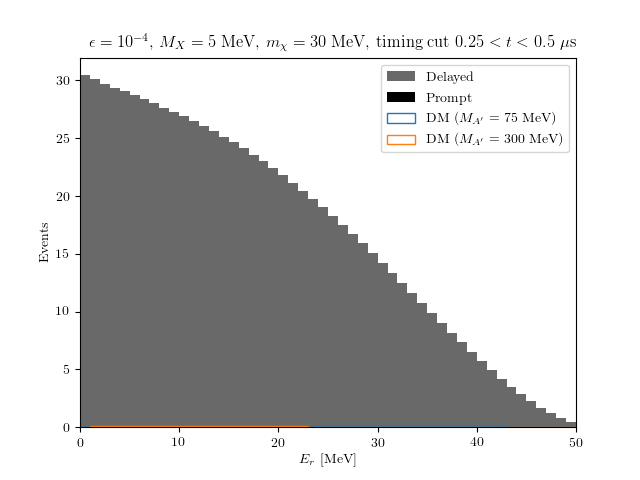 ϵ = 10⁻⁴, M_X = 5 MeV, m_χ = 30 MeV, timing cut 0.25 < t < 0.5 μs
30
25
20
15
10
5
0
Events
Delayed
Prompt
DM (M_A′ = 75 MeV)
DM (M_A′ = 300 MeV)
0 10 20 30 40 50
E_r [MeV]